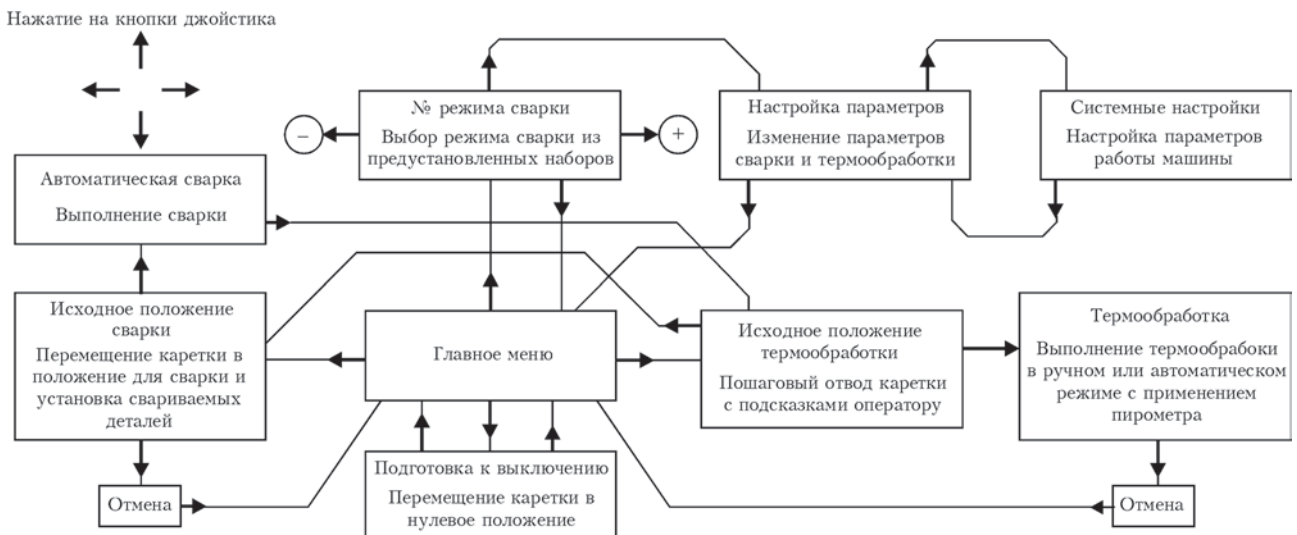 Нажатие на кнопки джойстика
№ режима сварки
Выбор режима сварки из
предустановленных наборов
–
+
Настройка параметров
Изменение параметров
сварки и термообработки
Системные настройки
Настройка параметров
работы машины
Автоматическая сварка
Выполнение сварки
Исходное положение
сварки
Перемещение каретки в
положение для сварки и
установка свариваемых
деталей
Главное меню
Исходное положение
термообработки
Пошаговый отвод каретки
с подсказками оператору
Термообработка
Выполнение термообрабоки
в ручном или автоматическом
режиме с применением
пирометра
Отмена
Подготовка к выключению
Перемещение каретки в
нулевое положение
Отмена